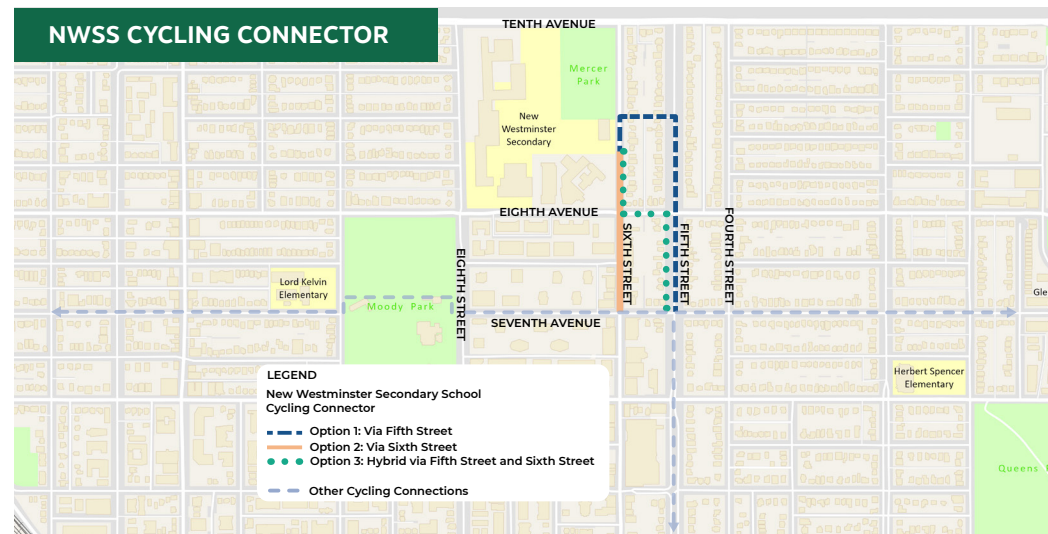 NWSS CYCLING CONNECTOR
TENTH AVENUE
Mercer
Park
New
Westminster
Secondary
EIGHTH AVENUE
EIGHTH STREET
SIXTH STREET
FIFTH STREET
FOURTH STREET
Lord Kelvin
Elementary
Moody Park
Gle
SEVENTH AVENUE
Herbert Spencer
Elementary
LEGEND
New Westminster Secondary School
Cycling Connector
Option 1: Via Fifth Street
Option 2: Via Sixth Street
Option 3: Hybrid via Fifth Street and Sixth Street
Other Cycling Connections
Queens